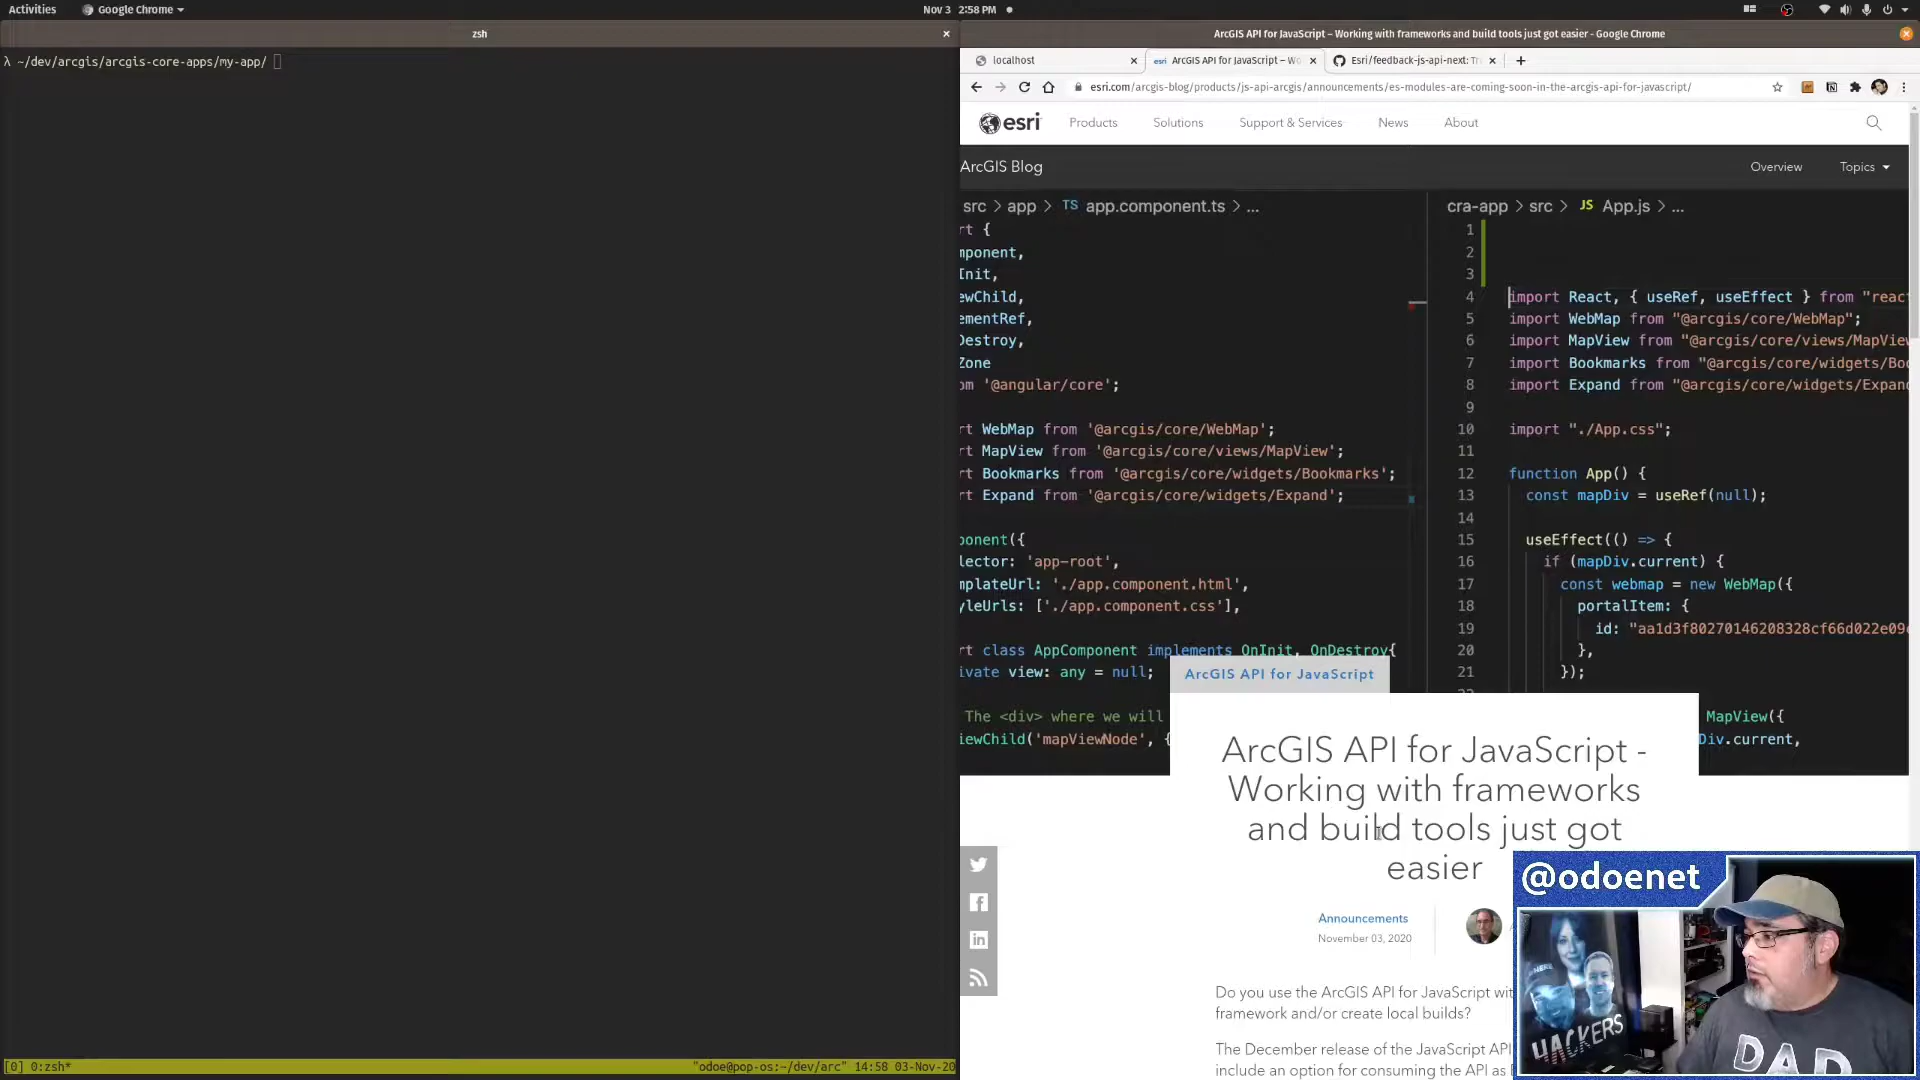 Activities
Google Chrome
Nov 3 2:58 PM
zsh
λ ~/dev/arcgis/arcgis-core-apps/my-app/
[0] 0:zsh*
"odoe@pop-os:~/dev/arc" 14:58 03-Nov-20
ArcGIS API for JavaScript – Working with frameworks and build tools just got easier - Google Chrome
localhost
esri ArcGIS API for JavaScript – Wo
Esri/feedback-js-api-next: Tr
esri.com/arcgis-blog/products/js-api-arcgis/announcements/es-modules-are-coming-soon-in-the-arcgis-api-for-javascript/
esri
Products
Solutions
Support & Services
News
About
ArcGIS Blog
Overview
Topics
src > app > TS app.component.ts > ...
rt {
mponent,
Init,
ewChild,
ementRef,
Destroy,
Zone
om '@angular/core';
rt WebMap from '@arcgis/core/WebMap';
rt MapView from '@arcgis/core/views/MapView';
rt Bookmarks from '@arcgis/core/widgets/Bookmarks';
rt Expand from '@arcgis/core/widgets/Expand';
ponent({
lector: 'app-root',
mplateUrl: './app.component.html',
yleUrls: ['./app.component.css'],
rt class AppComponent implements OnInit, OnDestroy{
ivate view: any = null;
The <div> where we will
iewChild('mapViewNode', {
cra-app > src > JS App.js > ...
1
2
3
4 import React, { useRef, useEffect } from "react
5 import WebMap from "@arcgis/core/WebMap";
6 import MapView from "@arcgis/core/views/MapView
7 import Bookmarks from "@arcgis/core/widgets/Boo
8 import Expand from "@arcgis/core/widgets/Expand
9
10 import "./App.css";
11
12 function App() {
13 const mapDiv = useRef(null);
14
15 useEffect(() => {
16 if (mapDiv.current) {
17 const webmap = new WebMap({
18 portalItem: {
19 id: "aa1d3f80270146208328cf66d022e09c
20 },
21 });
MapView({
Div.current,
ArcGIS API for JavaScript
ArcGIS API for JavaScript -
Working with frameworks
and build tools just got
easier
Announcements
November 03, 2020
Do you use the ArcGIS API for JavaScript wit
framework and/or create local builds?
The December release of the JavaScript API
include an option for consuming the API as
@odoenet
HACKERS
DAD